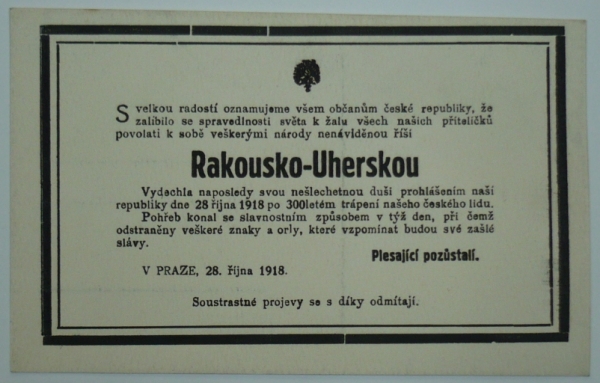 S velkou radostí oznamujeme všem občanům české republiky, že
zalíbilo se spravedlnosti světa k žalu všech našich přítelíčků
povolati k sobě veškerými národy nenáviděnou říši
Rakousko-Uherskou
Vydechla naposledy svou nešlechetnou duši prohlášením naší
republiky dne 28 října 1918 po 300letém trápení našeho českého lidu.
Pohřeb konal se slavnostním způsobem v týž den, při čemž
odstraněny veškeré znaky a orly, které vzpomínat budou své zašlé
slávy.
Plesající pozůstalí.
V PRAZE, 28. října 1918.
Soustrastné projevy se s díky odmítají.